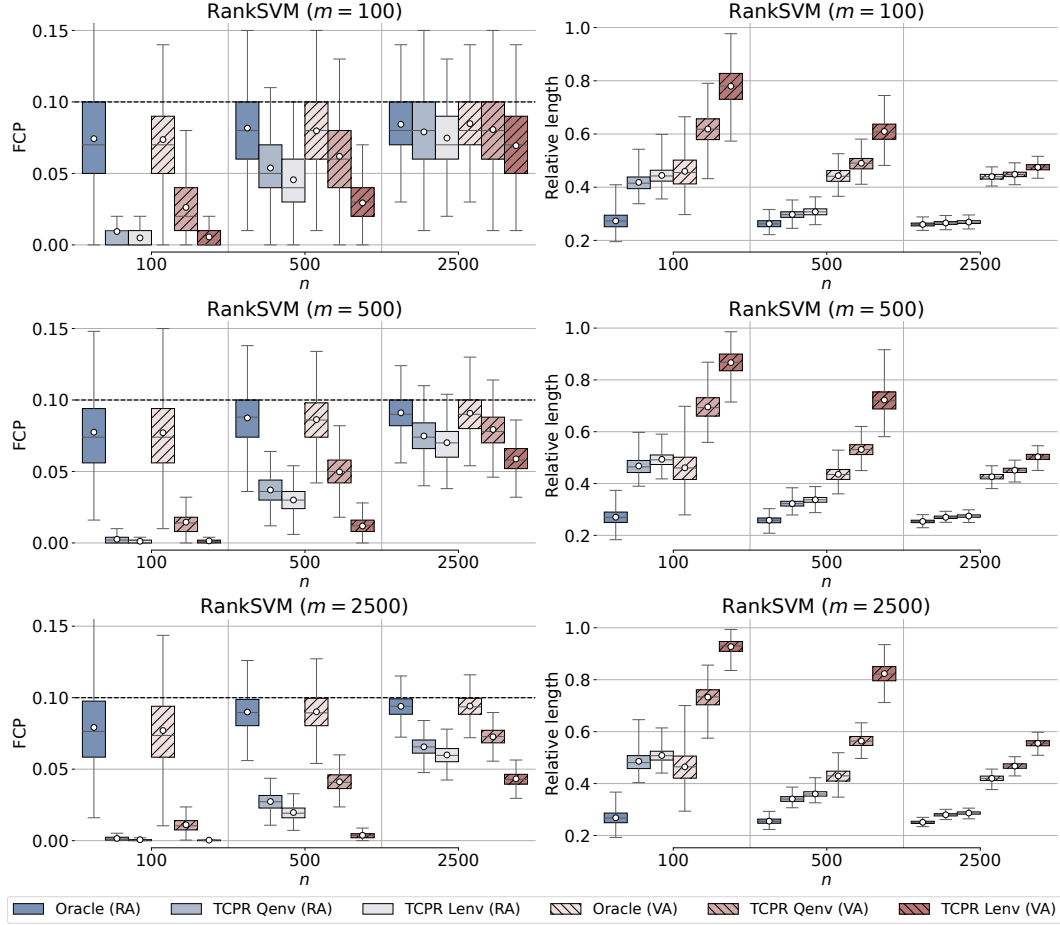 RankSVM (m = 100)
0.15
0.10
0.05
0.00
FCP
100
500
2500
n
RankSVM (m = 100)
1.0
0.8
0.6
0.4
0.2
Relative length
100
500
2500
n
RankSVM (m = 500)
0.15
0.10
0.05
0.00
FCP
100
500
2500
n
RankSVM (m = 500)
1.0
0.8
0.6
0.4
0.2
Relative length
100
500
2500
n
RankSVM (m = 2500)
0.15
0.10
0.05
0.00
FCP
100
500
2500
n
RankSVM (m = 2500)
1.0
0.8
0.6
0.4
0.2
Relative length
100
500
2500
n
Oracle (RA)
TCPR Qenv (RA)
TCPR Lenv (RA)
Oracle (VA)
TCPR Qenv (VA)
TCPR Lenv (VA)